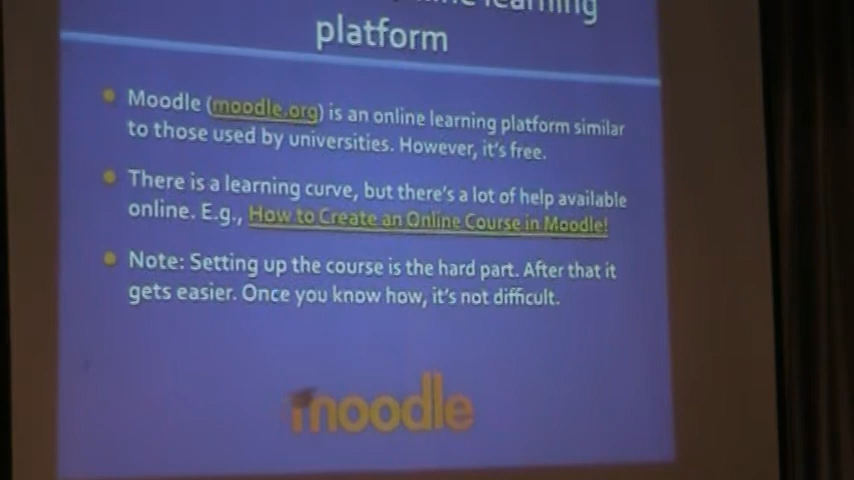 learning
platform
Moodle (moodle.org) is an online learning platform similar
to those used by universities. However, it's free.
There is a learning curve, but there's a lot of help available
online. E.g., How to Create an Online Course in Moodle!
Note: Setting up the course is the hard part. After that it
gets easier. Once you know how, it's not difficult.
moodle